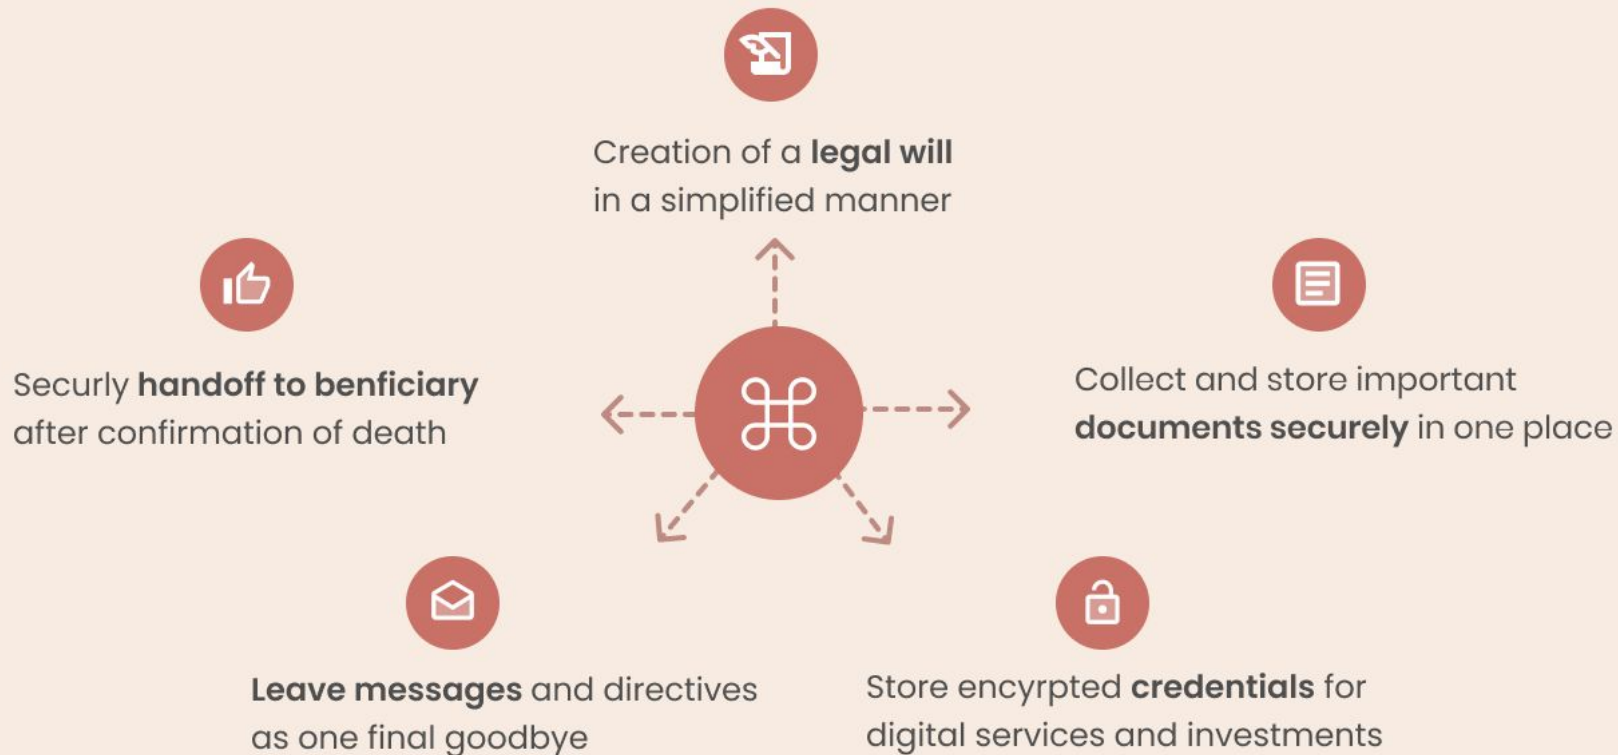 Creation of a legal will
in a simplified manner
Securly handoff to benficiary
after confirmation of death
Collect and store important
documents securely in one place
Leave messages and directives
as one final goodbye
Store encyrpted credentials for
digital services and investments